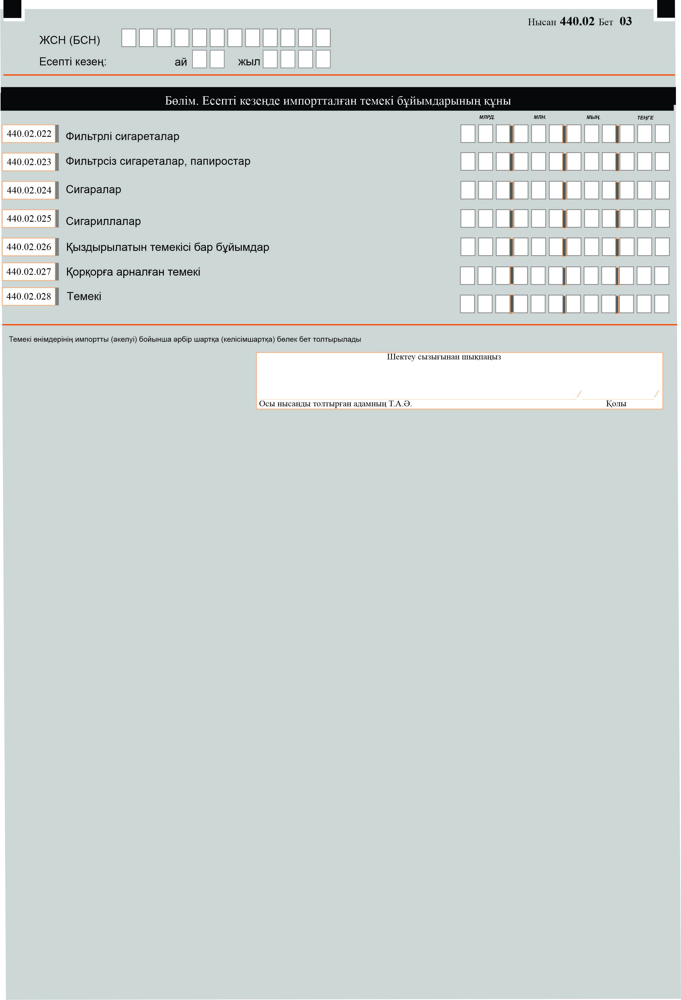 Нысан 440.02 Бет 03
ЖСН (БСН)
Есепті кезең: ай жыл
Бөлім. Есепті кезеңде импортталған темекі бұйымдарының құны
МЛРД. МЛН. МЫҢ. ТЕҢГЕ
440.02.022 Фильтрлі сигареталар
440.02.023 Фильтрсіз сигареталар, папиростар
440.02.024 Сигаралар
440.02.025 Сигариллалар
440.02.026 Қыздырылатын темекісі бар бұйымдар
440.02.027 Қорқорға арналған темекі
440.02.028 Темекі
Темекі өнімдерінің импортты (әкелуі) бойынша әрбір шартқа (келісімшартқа) бөлек бет толтырылады
Шектеу сызығынан шықпаңыз
/ /
Осы нысанды толтырған адамның Т.А.Ә. Қолы